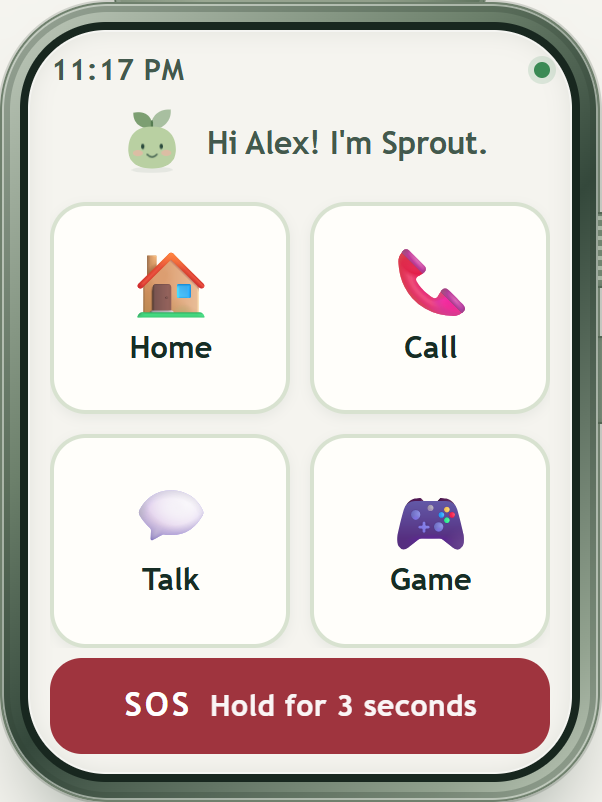 11:17 PM
Hi Alex! I'm Sprout.
Home
Call
Talk
Game
SOS Hold for 3 seconds